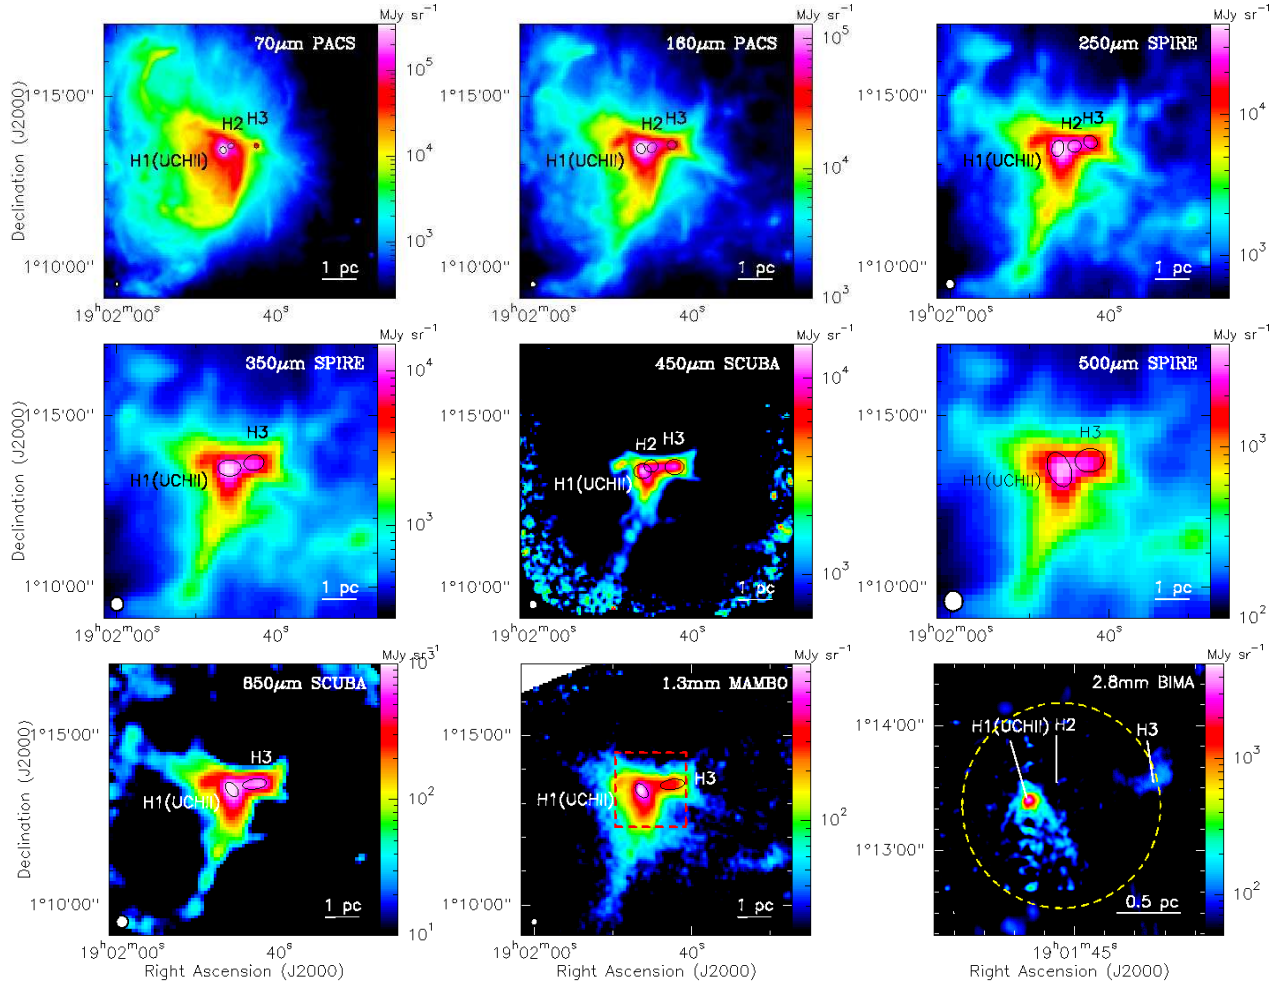 MJy sr⁻¹ MJy sr⁻¹ MJy sr⁻¹
70μm PACS 160μm PACS 250μm SPIRE
10⁵ 10⁵ 10⁴
1°15'00" 1°15'00" 1°15'00"
H2 H3 H2 H3 H2 H3
H1(UCHII) H1(UCHII) H1(UCHII)
10⁴ 10⁴
Declination (J2000)
10³ 10³
1°10'00" 1 pc 1°10'00" 1 pc 1°10'00" 1 pc
10³
19ʰ02ᵐ00ˢ 40ˢ 19ʰ02ᵐ00ˢ 40ˢ 19ʰ02ᵐ00ˢ 40ˢ
MJy sr⁻¹ MJy sr⁻¹ MJy sr⁻¹
350μm SPIRE 450μm SCUBA 500μm SPIRE
10⁴ 10⁴
1°15'00" 1°15'00" 1°15'00"
H3 H2 H3 H3
10³
H1(UCHII) H1(UCHII) H1(UCHII)
Declination (J2000)
10³
10³
1°10'00" 1 pc 1°10'00" 1 pc 1°10'00" 1 pc
10²
19ʰ02ᵐ00ˢ 40ˢ 19ʰ02ᵐ00ˢ 40ˢ 19ʰ02ᵐ00ˢ 40ˢ
MJy sr⁻¹ MJy sr⁻¹ MJy sr⁻¹
10³
850μm SCUBA 1.3mm MAMBO 2.8mm BIMA
1°15'00" 1°15'00" 1°14'00"
H3 H3 H1(UCHII) H2 H3
10³
H1(UCHII) H1(UCHII)
10² 10²
Declination (J2000)
1°13'00"
10²
1°10'00" 1 pc 1°10'00" 1 pc 0.5 pc
10¹
19ʰ02ᵐ00ˢ 40ˢ 19ʰ02ᵐ00ˢ 40ˢ 19ʰ01ᵐ45ˢ
Right Ascension (J2000) Right Ascension (J2000) Right Ascension (J2000)